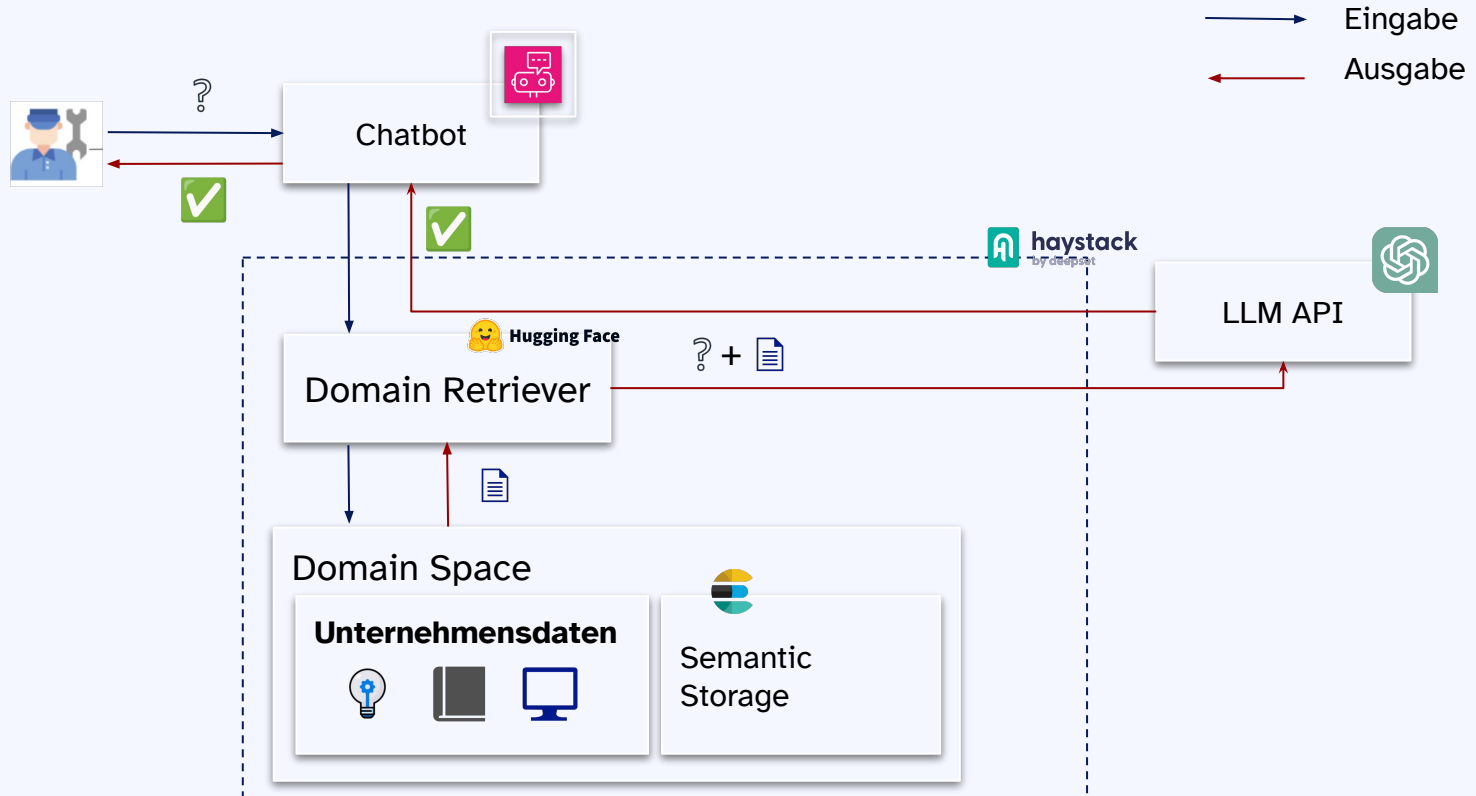 Eingabe
Ausgabe
?
Chatbot
haystack
by deepset
LLM API
Hugging Face
? +
Domain Retriever
Domain Space
Unternehmensdaten
Semantic
Storage